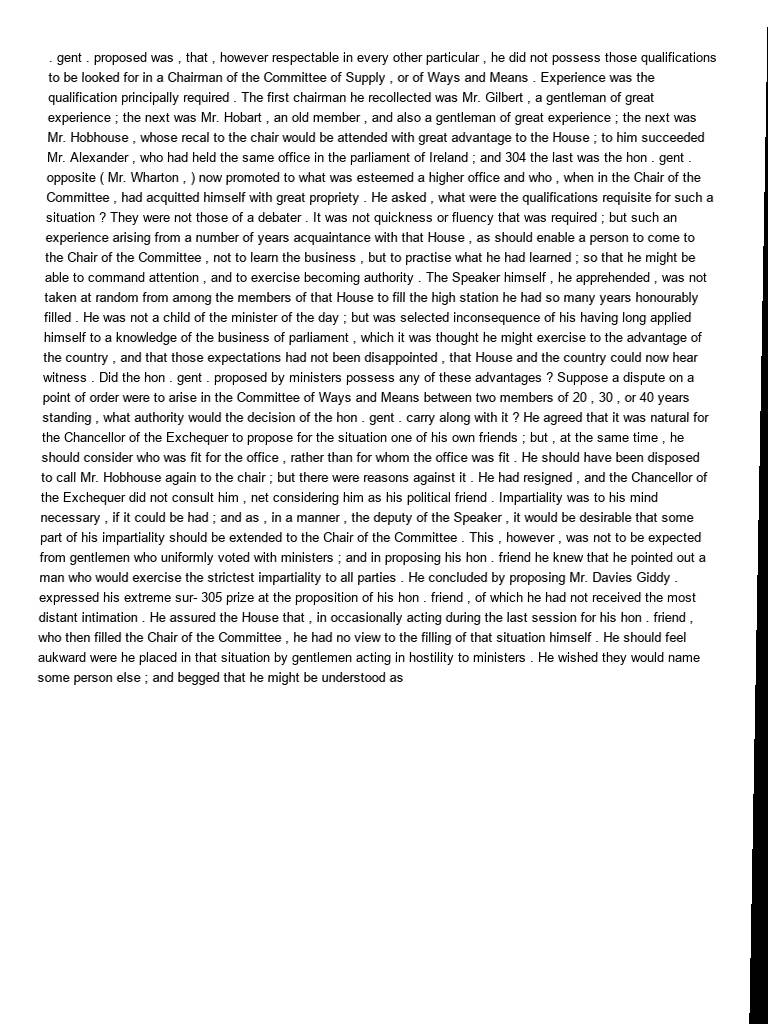 . gent . proposed was , that , however respectable in every other particular , he did not possess those qualifications
to be looked for in a Chairman of the Committee of Supply , or of Ways and Means . Experience was the
qualification principally required . The first chairman he recollected was Mr. Gilbert , a gentleman of great
experience ; the next was Mr. Hobart , an old member , and also a gentleman of great experience ; the next was
Mr. Hobhouse , whose recal to the chair would be attended with great advantage to the House ; to him succeeded
Mr. Alexander , who had held the same office in the parliament of Ireland ; and 304 the last was the hon . gent .
opposite ( Mr. Wharton , ) now promoted to what was esteemed a higher office and who , when in the Chair of the
Committee , had acquitted himself with great propriety . He asked , what were the qualifications requisite for such a
situation ? They were not those of a debater . It was not quickness or fluency that was required ; but such an
experience arising from a number of years acquaintance with that House , as should enable a person to come to
the Chair of the Committee , not to learn the business , but to practise what he had learned ; so that he might be
able to command attention , and to exercise becoming authority . The Speaker himself , he apprehended , was not
taken at random from among the members of that House to fill the high station he had so many years honourably
filled . He was not a child of the minister of the day ; but was selected inconsequence of his having long applied
himself to a knowledge of the business of parliament , which it was thought he might exercise to the advantage of
the country , and that those expectations had not been disappointed , that House and the country could now hear
witness . Did the hon . gent . proposed by ministers possess any of these advantages ? Suppose a dispute on a
point of order were to arise in the Committee of Ways and Means between two members of 20 , 30 , or 40 years
standing , what authority would the decision of the hon . gent . carry along with it ? He agreed that it was natural for
the Chancellor of the Exchequer to propose for the situation one of his own friends ; but , at the same time , he
should consider who was fit for the office , rather than for whom the office was fit . He should have been disposed
to call Mr. Hobhouse again to the chair ; but there were reasons against it . He had resigned , and the Chancellor of
the Exchequer did not consult him , net considering him as his political friend . Impartiality was to his mind
necessary , if it could be had ; and as , in a manner , the deputy of the Speaker , it would be desirable that some
part of his impartiality should be extended to the Chair of the Committee . This , however , was not to be expected
from gentlemen who uniformly voted with ministers ; and in proposing his hon . friend he knew that he pointed out a
man who would exercise the strictest impartiality to all parties . He concluded by proposing Mr. Davies Giddy .
expressed his extreme sur- 305 prize at the proposition of his hon . friend , of which he had not received the most
distant intimation . He assured the House that , in occasionally acting during the last session for his hon . friend ,
who then filled the Chair of the Committee , he had no view to the filling of that situation himself . He should feel
aukward were he placed in that situation by gentlemen acting in hostility to ministers . He wished they would name
some person else ; and begged that he might be understood as